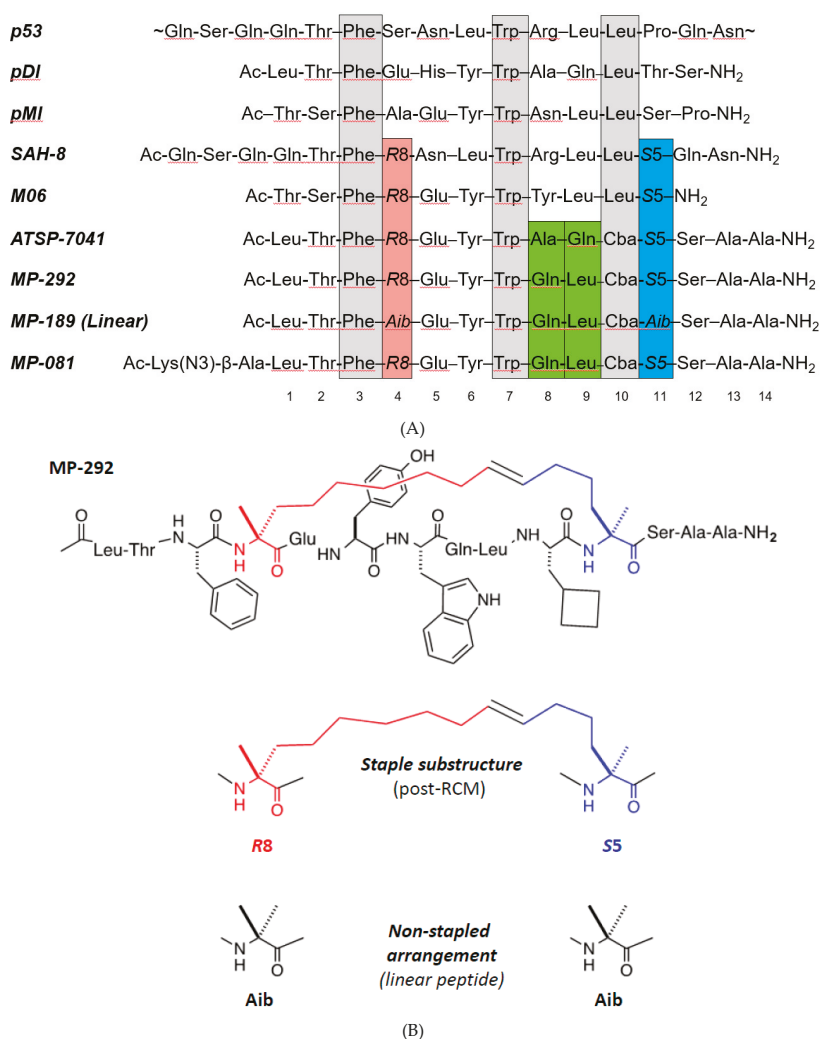 p53 ~Gln-Ser-Gln-Gln-Thr-Phe-Ser-Asn-Leu-Trp-Arg-Leu-Leu-Pro-Gln-Asn~
pDI Ac-Leu-Thr-Phe-Glu-His-Tyr-Trp-Ala-Gln-Leu-Thr-Ser-NH2
pMI Ac-Thr-Ser-Phe-Ala-Glu-Tyr-Trp-Asn-Leu-Leu-Ser-Pro-NH2
SAH-8 Ac-Gln-Ser-Gln-Gln-Thr-Phe-R8-Asn-Leu-Trp-Arg-Leu-Leu-S5-Gln-Asn-NH2
M06 Ac-Thr-Ser-Phe-R8-Glu-Tyr-Trp-Tyr-Leu-Leu-S5-NH2
ATSP-7041 Ac-Leu-Thr-Phe-R8-Glu-Tyr-Trp-Ala-Gln-Cba-S5-Ser-Ala-Ala-NH2
MP-292 Ac-Leu-Thr-Phe-R8-Glu-Tyr-Trp-Gln-Leu-Cba-S5-Ser-Ala-Ala-NH2
MP-189 (Linear) Ac-Leu-Thr-Phe-Aib-Glu-Tyr-Trp-Gln-Leu-Cba-Aib-Ser-Ala-Ala-NH2
MP-081 Ac-Lys(N3)-β-Ala-Leu-Thr-Phe-R8-Glu-Tyr-Trp-Gln-Leu-Cba-S5-Ser-Ala-Ala-NH2
1 2 3 4 5 6 7 8 9 10 11 12 13 14
(A)
MP-292
OH
O H N O Glu O Gln-Leu H N O Ser-Ala-Ala-NH2
Leu-Thr N H O HN O HN O N H O
NH
Staple substructure
(post-RCM)
N H O N H O
R8 S5
Non-stapled
arrangement
(linear peptide)
N H O N H O
Aib Aib
(B)